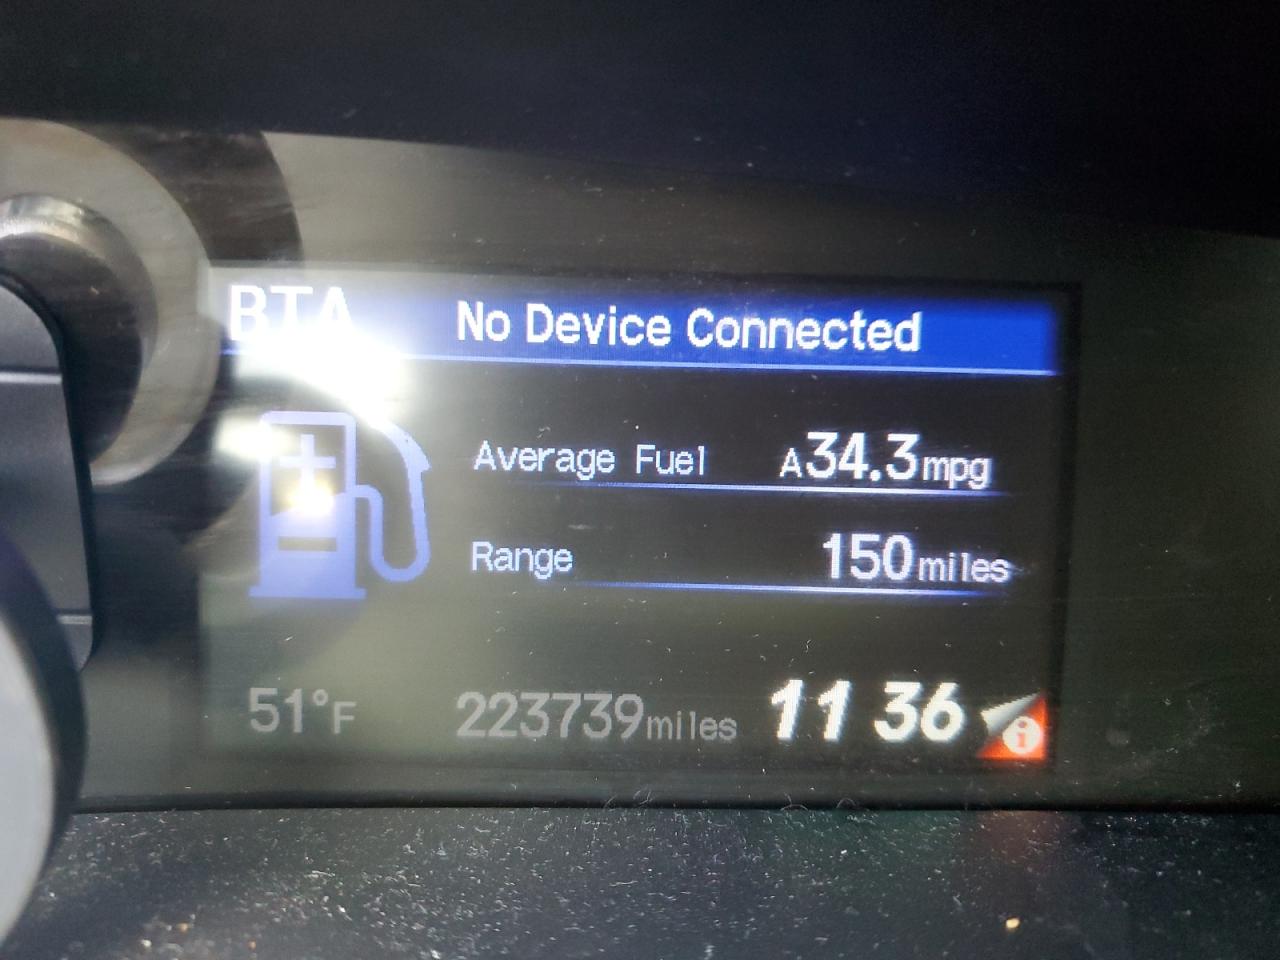 BTA No Device Connected
Average Fuel A34.3mpg
Range 150miles
51°F 223739miles 11 36 i